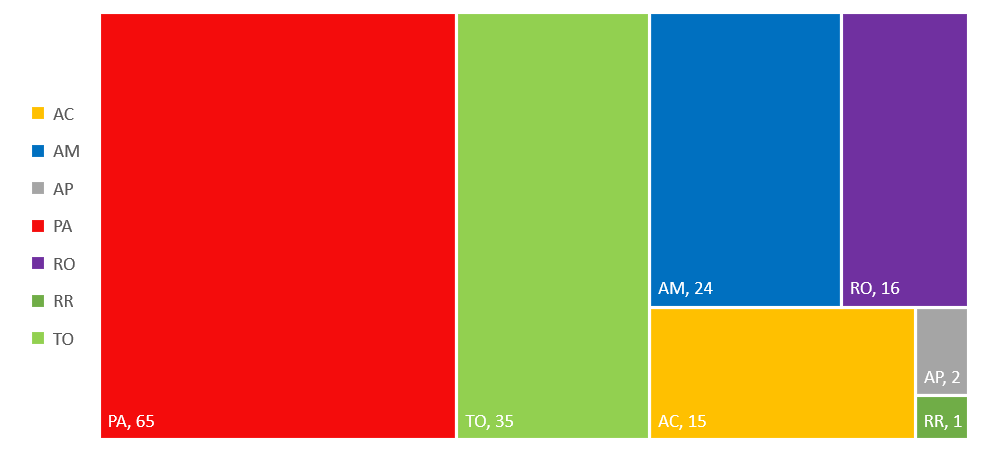 AC
AM
AP
PA
RO
RR
TO
PA, 65
TO, 35
AM, 24
RO, 16
AC, 15
AP, 2
RR, 1